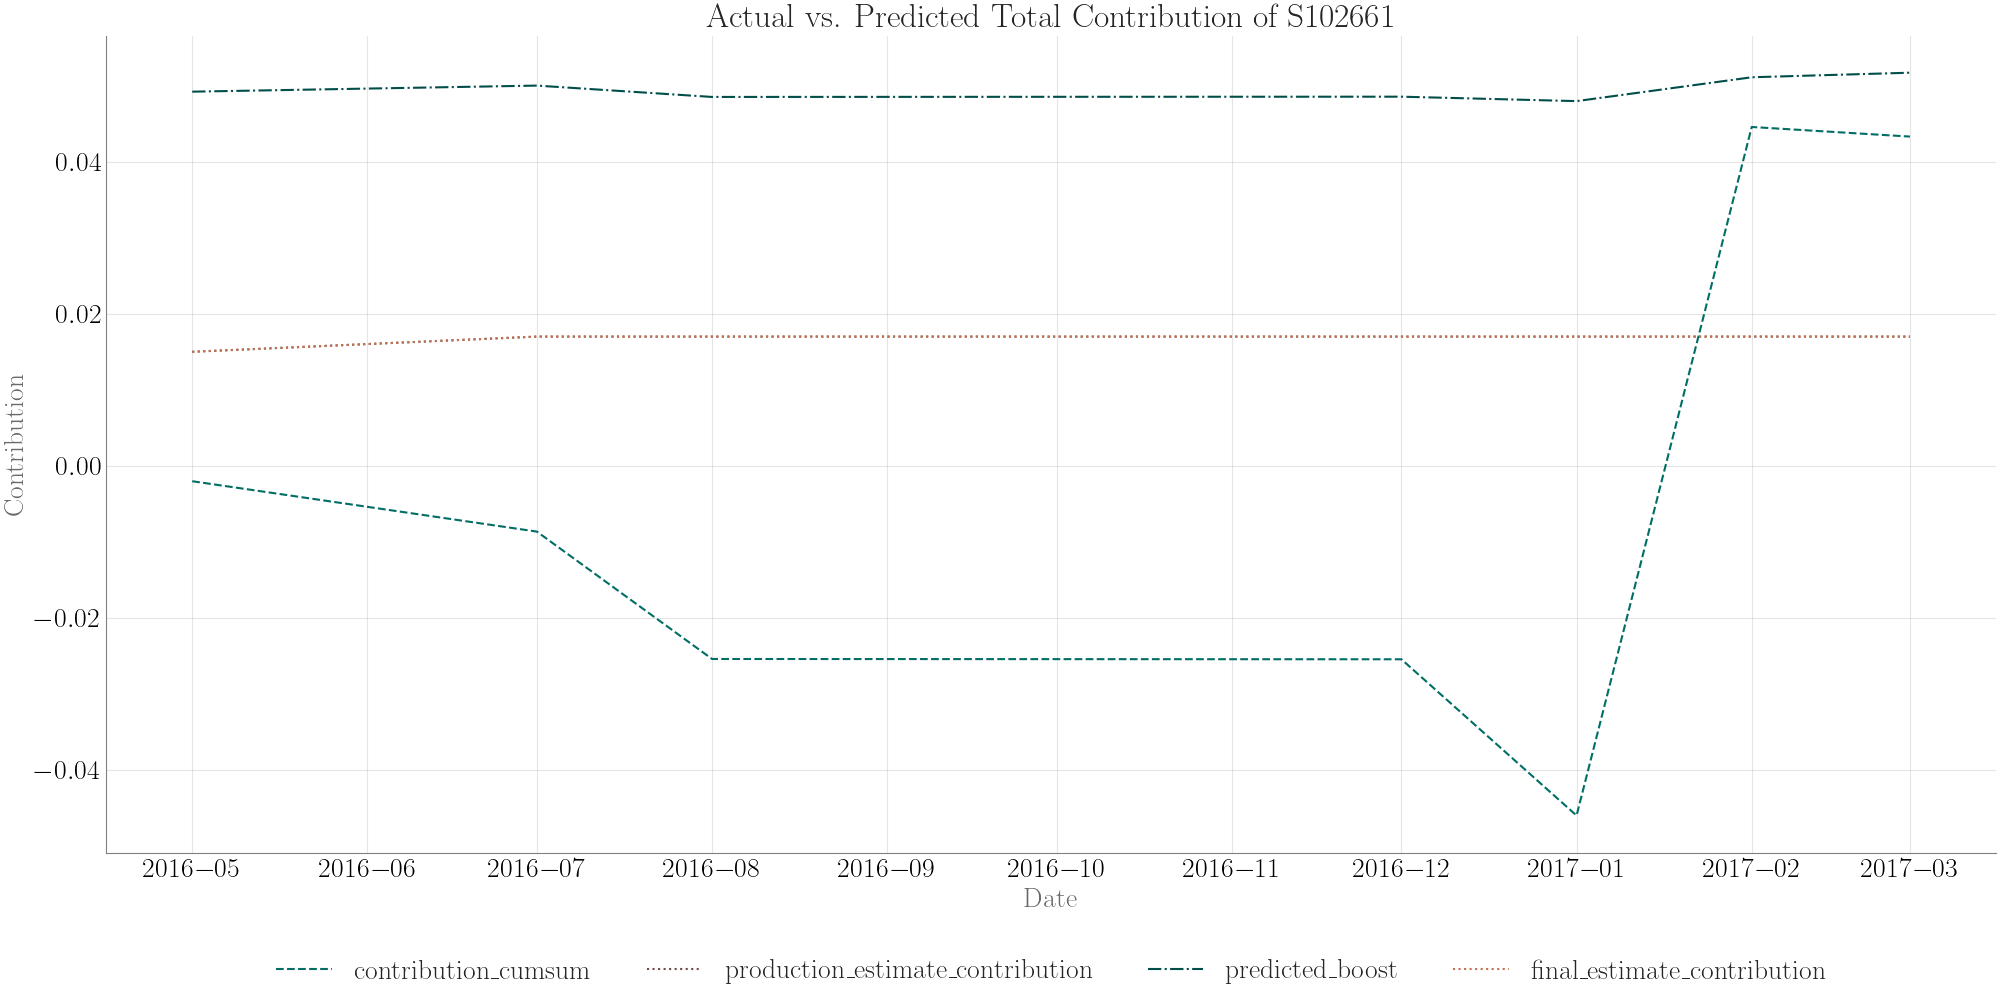 Actual vs. Predicted Total Contribution of S102661
Contribution
0.04
0.02
0.00
−0.02
−0.04
2016−05 2016−06 2016−07 2016−08 2016−09 2016−10 2016−11 2016−12 2017−01 2017−02 2017−03
Date
contribution_cumsum production_estimate_contribution predicted_boost final_estimate_contribution